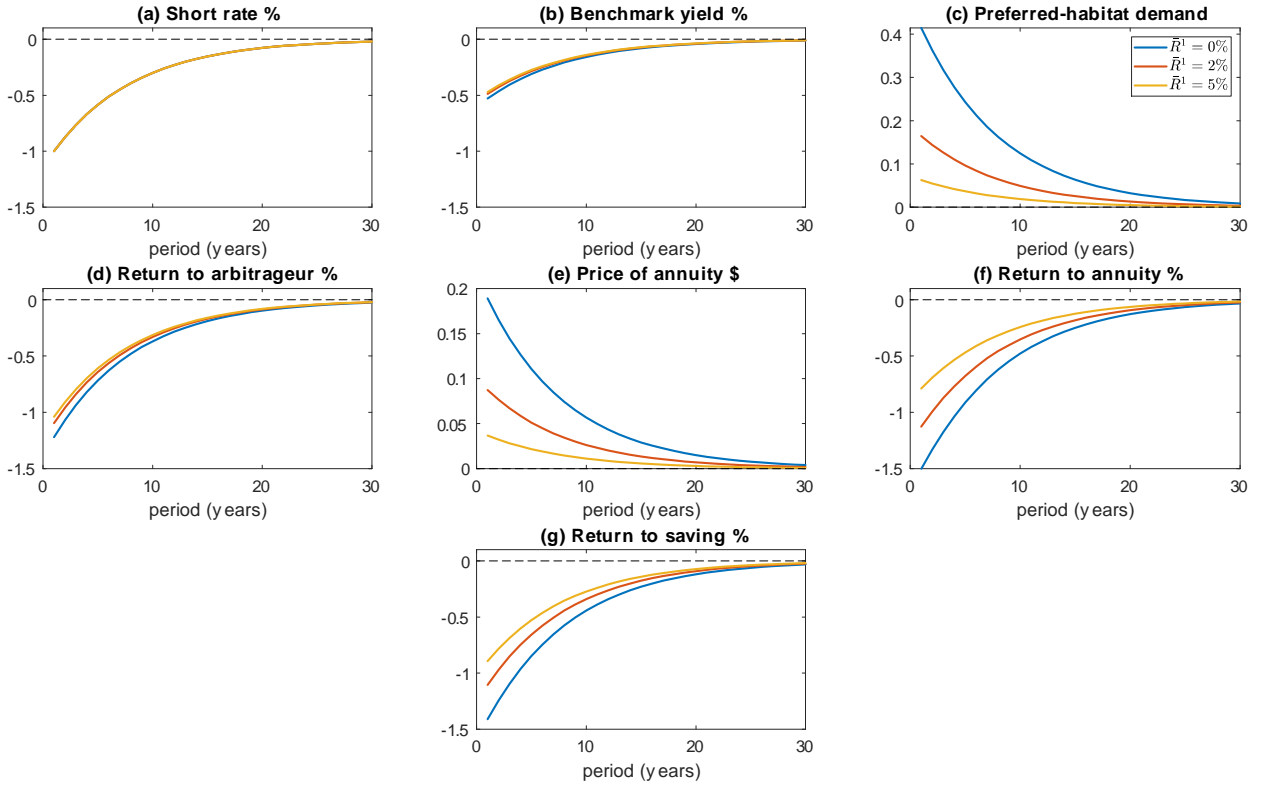 (a) Short rate %
0
-0.5
-1
-1.5
0 10 20 30
period (years)
(b) Benchmark yield %
0
-0.5
-1
-1.5
0 10 20 30
period (years)
(c) Preferred-habitat demand
0.4
0.3
0.2
0.1
0
R̄¹ = 0%
R̄¹ = 2%
R̄¹ = 5%
0 10 20 30
period (years)
(d) Return to arbitrageur %
0
-0.5
-1
-1.5
0 10 20 30
period (years)
(e) Price of annuity $
0.2
0.15
0.1
0.05
0
0 10 20 30
period (years)
(f) Return to annuity %
0
-0.5
-1
-1.5
0 10 20 30
period (years)
(g) Return to saving %
0
-0.5
-1
-1.5
0 10 20 30
period (years)